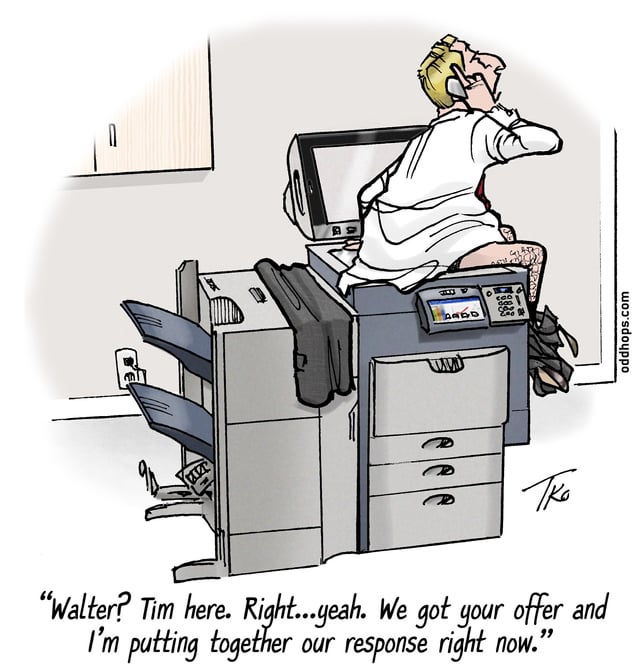 oddhops.com
TKo
“Walter? Tim here. Right...yeah. We got your offer and
I’m putting together our response right now.”